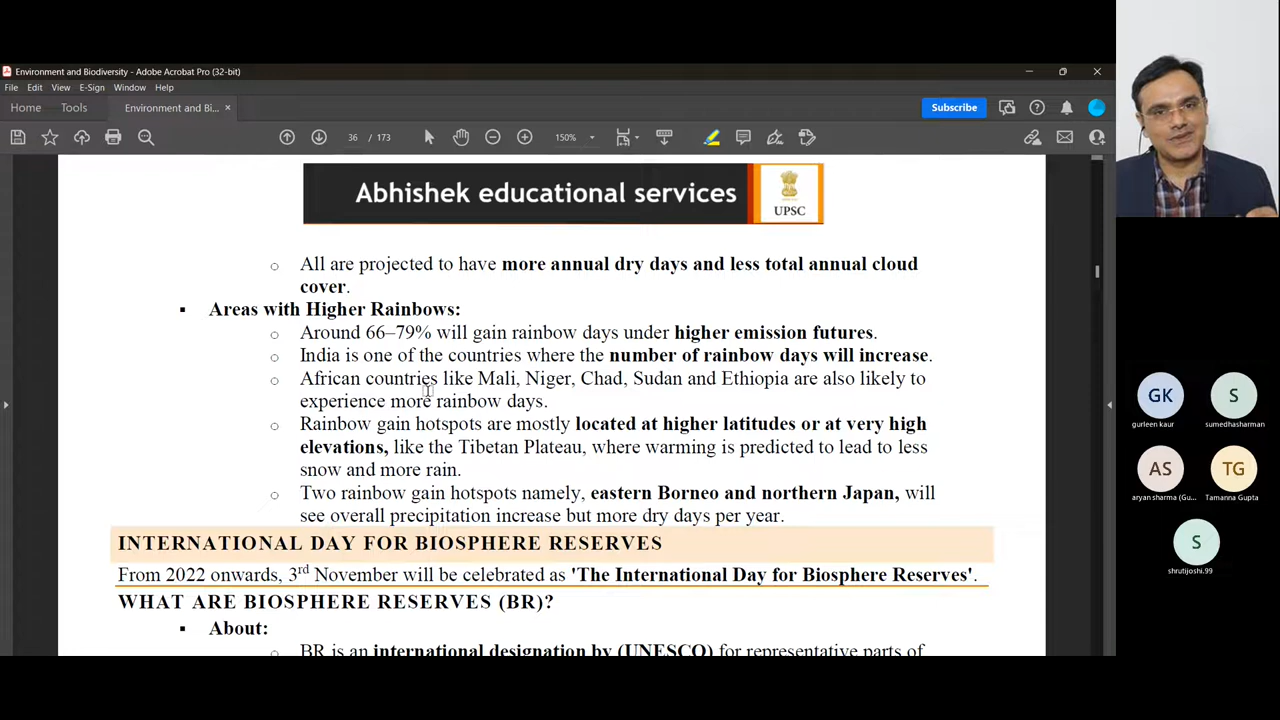 Environment and Biodiversity - Adobe Acrobat Pro (32-bit)
File Edit View E-Sign Window Help
Home Tools Environment and Bi... × Subscribe
36 / 173 150%
Abhishek educational services
UPSC
○ All are projected to have more annual dry days and less total annual cloud
cover.
▪ Areas with Higher Rainbows:
○ Around 66–79% will gain rainbow days under higher emission futures.
○ India is one of the countries where the number of rainbow days will increase.
○ African countries like Mali, Niger, Chad, Sudan and Ethiopia are also likely to
experience more rainbow days.
○ Rainbow gain hotspots are mostly located at higher latitudes or at very high
elevations, like the Tibetan Plateau, where warming is predicted to lead to less
snow and more rain.
○ Two rainbow gain hotspots namely, eastern Borneo and northern Japan, will
see overall precipitation increase but more dry days per year.
INTERNATIONAL DAY FOR BIOSPHERE RESERVES
From 2022 onwards, 3rd November will be celebrated as 'The International Day for Biosphere Reserves'.
WHAT ARE BIOSPHERE RESERVES (BR)?
▪ About:
○ BR is an international designation by (UNESCO) for representative parts of
GK S
gurleen kaur sumedhasharman
AS TG
aryan sharma (Gu... Tamanna Gupta
S
shrutijoshi.99